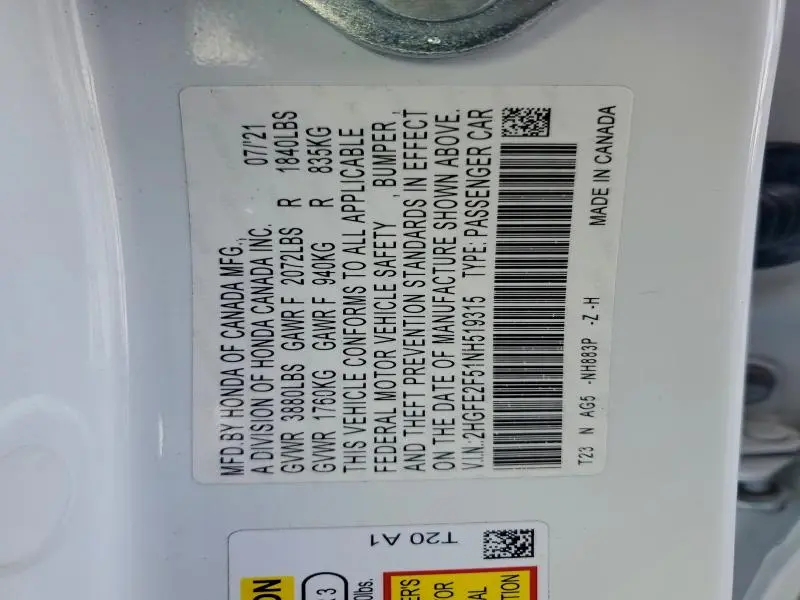 MFD.BY HONDA OF CANADA MFG.,
A DIVISION OF HONDA CANADA INC. 07/'21
GVWR 3880LBS GAWR F 2072LBS R 1840LBS
GVWR 1760KG GAWR F 940KG R 835KG
THIS VEHICLE CONFORMS TO ALL APPLICABLE
FEDERAL MOTOR VEHICLE SAFETY , BUMPER ,
AND THEFT PREVENTION STANDARDS IN EFFECT
ON THE DATE OF MANUFACTURE SHOWN ABOVE.
V.I.N.:2HGFE2F51NH519315 TYPE: PASSENGER CAR
T23 N AG5 -NH883P -Z -H MADE IN CANADA
T20 A1